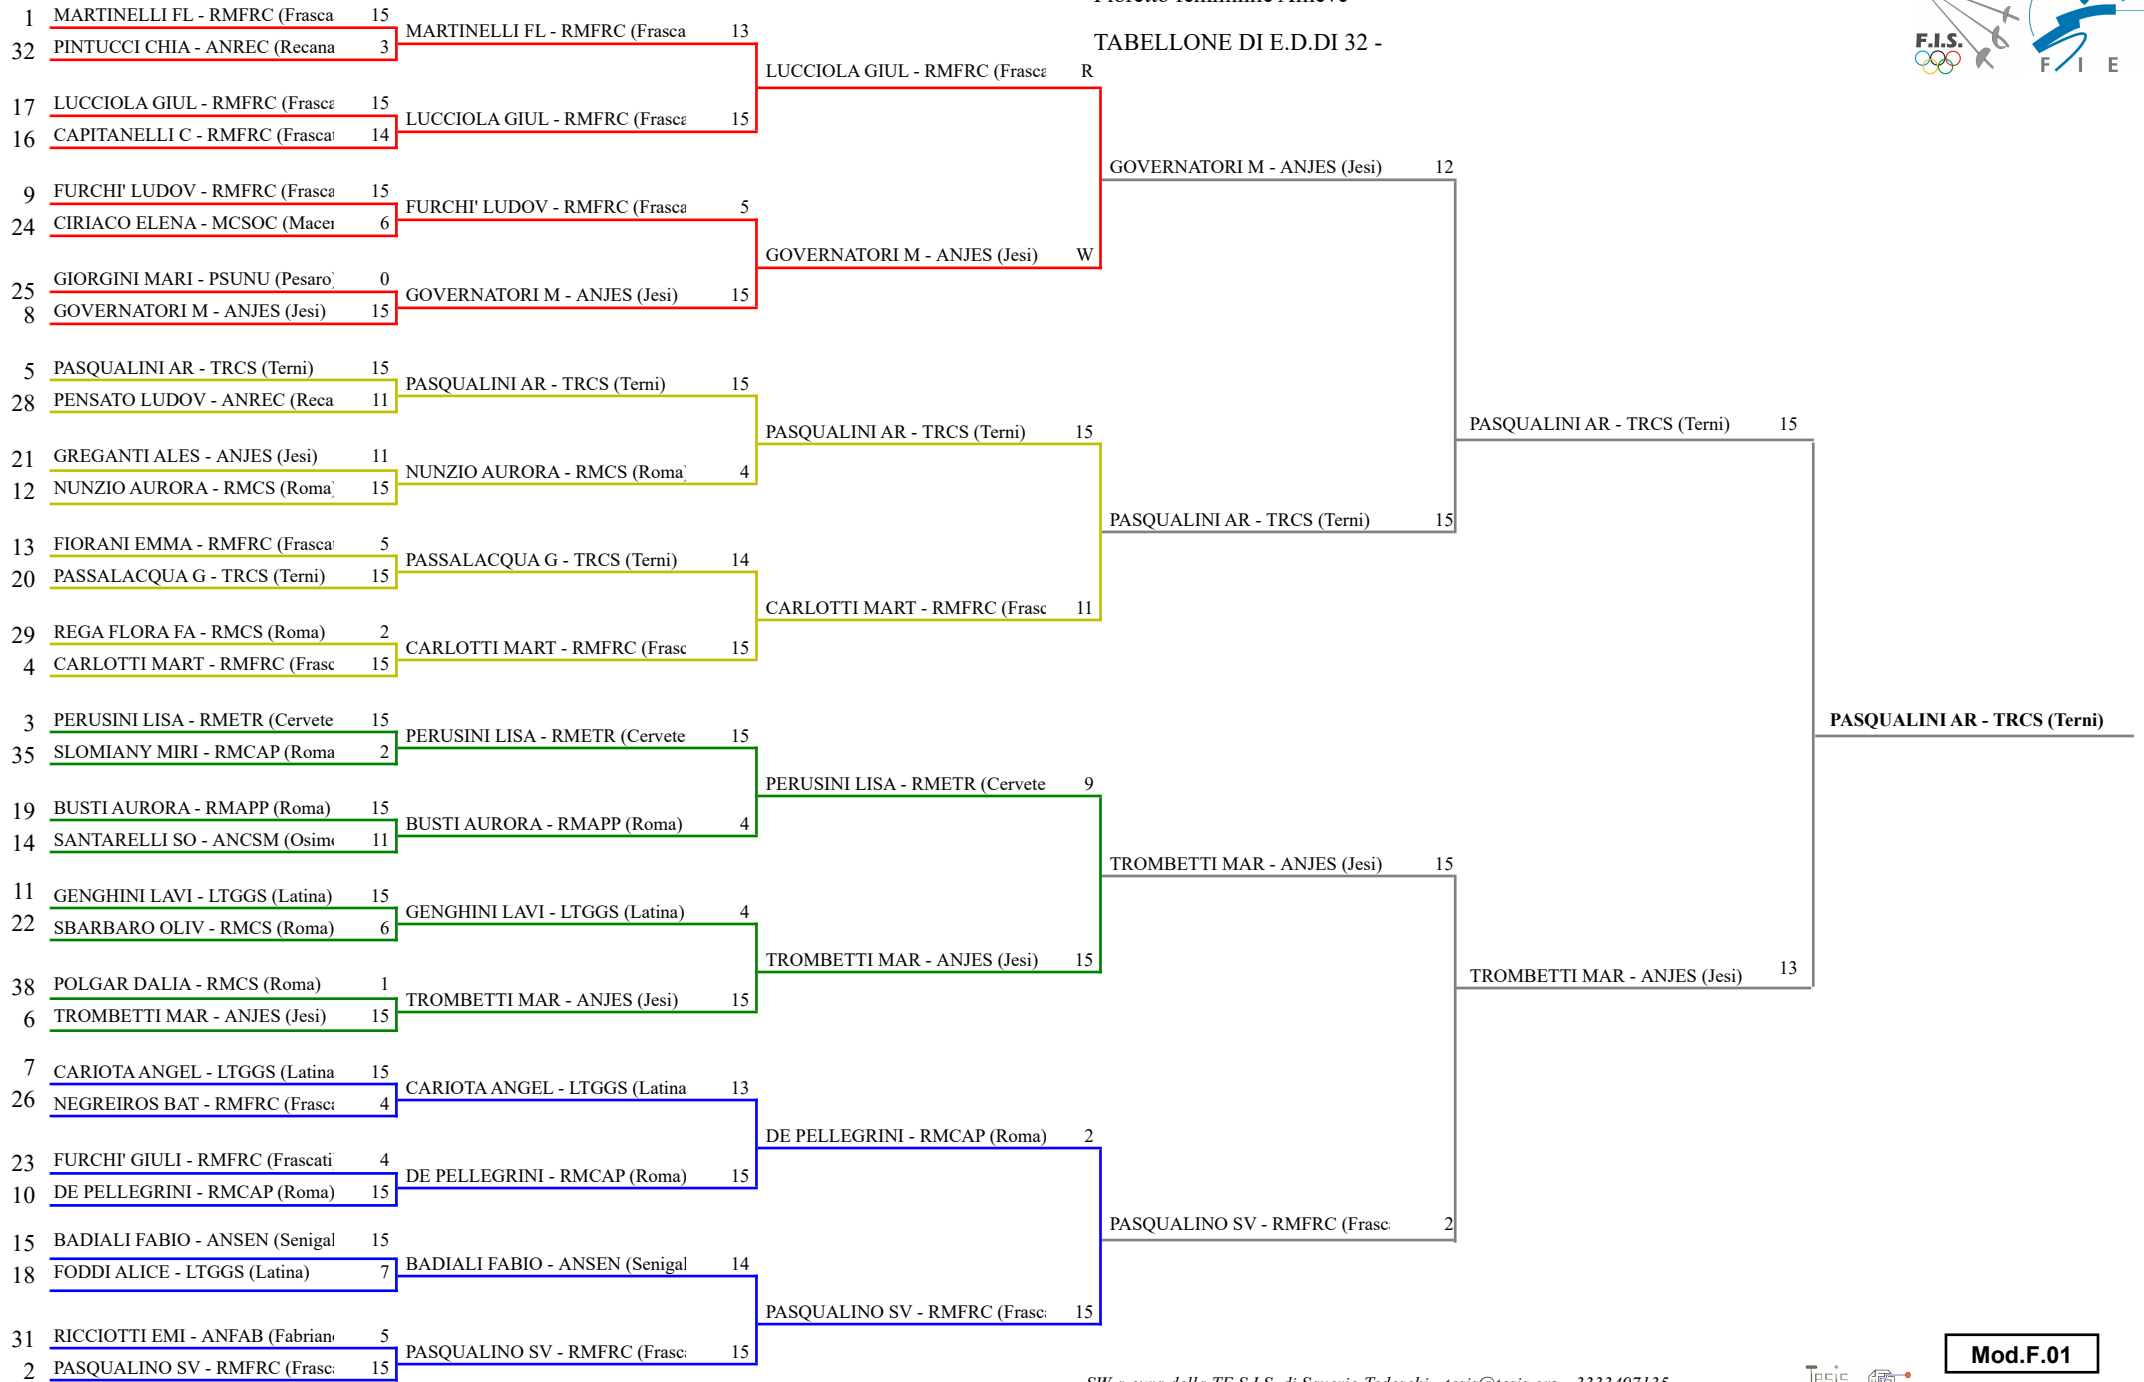 TABELLONE DI E.D.DI 32 -
F.I.S.
F I E
1 MARTINELLI FL - RMFRC (Frasca 15
32 PINTUCCI CHIA - ANREC (Recana 3
17 LUCCIOLA GIUL - RMFRC (Frasca 15
16 CAPITANELLI C - RMFRC (Frascat 14
9 FURCHI' LUDOV - RMFRC (Frasca 15
24 CIRIACO ELENA - MCSOC (Macer 6
25 GIORGINI MARI - PSUNU (Pesaro) 0
8 GOVERNATORI M - ANJES (Jesi) 15
5 PASQUALINI AR - TRCS (Terni) 15
28 PENSATO LUDOV - ANREC (Reca 11
21 GREGANTI ALES - ANJES (Jesi) 11
12 NUNZIO AURORA - RMCS (Roma) 15
13 FIORANI EMMA - RMFRC (Frascat 5
20 PASSALACQUA G - TRCS (Terni) 15
29 REGA FLORA FA - RMCS (Roma) 2
4 CARLOTTI MART - RMFRC (Frasc 15
3 PERUSINI LISA - RMETR (Cervete 15
35 SLOMIANY MIRI - RMCAP (Roma 2
19 BUSTI AURORA - RMAPP (Roma) 15
14 SANTARELLI SO - ANCSM (Osimo 11
11 GENGHINI LAVI - LTGGS (Latina) 15
22 SBARBARO OLIV - RMCS (Roma) 6
38 POLGAR DALIA - RMCS (Roma) 1
6 TROMBETTI MAR - ANJES (Jesi) 15
7 CARIOTA ANGEL - LTGGS (Latina 15
26 NEGREIROS BAT - RMFRC (Frasca 4
23 FURCHI' GIULI - RMFRC (Frascati) 4
10 DE PELLEGRINI - RMCAP (Roma) 15
15 BADIALI FABIO - ANSEN (Senigal 15
18 FODDI ALICE - LTGGS (Latina) 7
31 RICCIOTTI EMI - ANFAB (Fabriano 5
2 PASQUALINO SV - RMFRC (Frasca 15
MARTINELLI FL - RMFRC (Frasca 13
LUCCIOLA GIUL - RMFRC (Frasca 15
FURCHI' LUDOV - RMFRC (Frasca 5
GOVERNATORI M - ANJES (Jesi) 15
PASQUALINI AR - TRCS (Terni) 15
NUNZIO AURORA - RMCS (Roma) 4
PASSALACQUA G - TRCS (Terni) 14
CARLOTTI MART - RMFRC (Frasc 15
PERUSINI LISA - RMETR (Cervete 15
BUSTI AURORA - RMAPP (Roma) 4
GENGHINI LAVI - LTGGS (Latina) 4
TROMBETTI MAR - ANJES (Jesi) 15
CARIOTA ANGEL - LTGGS (Latina 13
DE PELLEGRINI - RMCAP (Roma) 15
BADIALI FABIO - ANSEN (Senigal 14
PASQUALINO SV - RMFRC (Frasca 15
LUCCIOLA GIUL - RMFRC (Frasca R
GOVERNATORI M - ANJES (Jesi) W
PASQUALINI AR - TRCS (Terni) 15
CARLOTTI MART - RMFRC (Frasc 11
PERUSINI LISA - RMETR (Cervete 9
TROMBETTI MAR - ANJES (Jesi) 15
DE PELLEGRINI - RMCAP (Roma) 2
PASQUALINO SV - RMFRC (Frasca 15
GOVERNATORI M - ANJES (Jesi) 12
PASQUALINI AR - TRCS (Terni) 15
TROMBETTI MAR - ANJES (Jesi) 15
PASQUALINO SV - RMFRC (Frasca 2
PASQUALINI AR - TRCS (Terni) 15
TROMBETTI MAR - ANJES (Jesi) 13
PASQUALINI AR - TRCS (Terni)
Mod.F.01